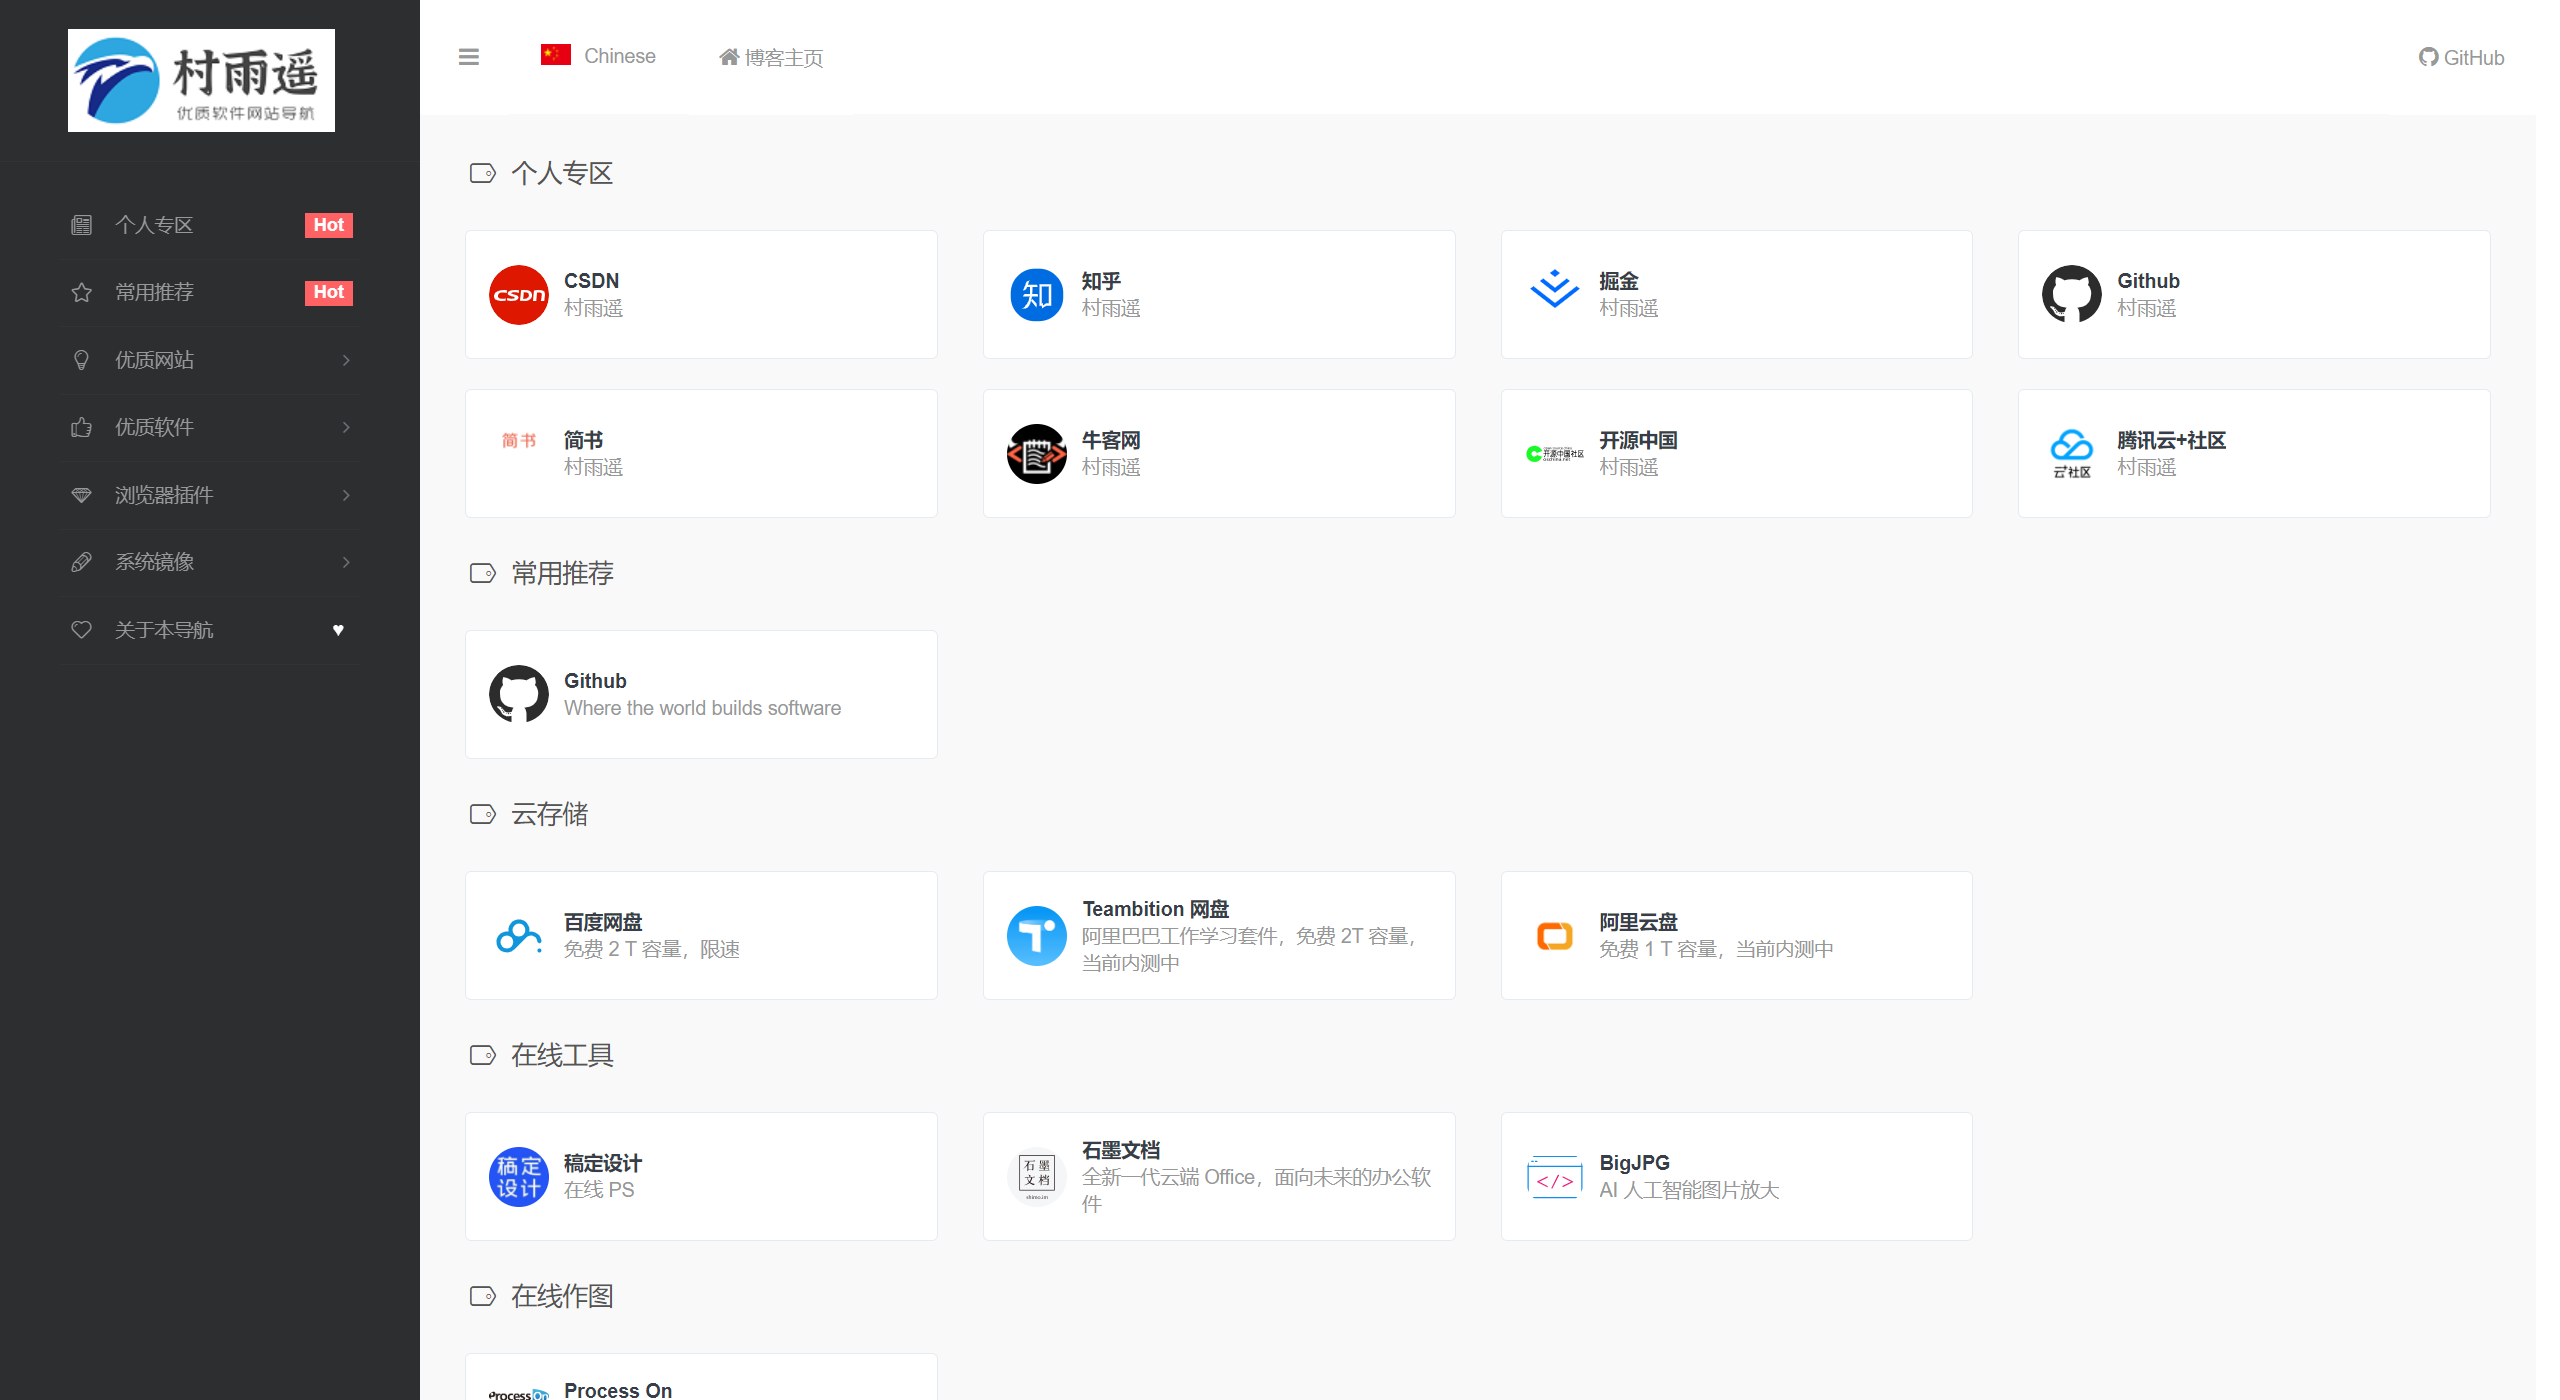 村雨遥
优质软件网站导航
个人专区 Hot
常用推荐 Hot
优质网站
优质软件
浏览器插件
系统镜像
关于本导航
Chinese
博客主页
GitHub
个人专区
CSDN
CSDN
村雨遥
知
知乎
村雨遥
掘金
村雨遥
Github
村雨遥
简书
简书
村雨遥
牛客网
村雨遥
开源中国社区
开源中国
村雨遥
云+社区
腾讯云+社区
村雨遥
常用推荐
Github
Where the world builds software
云存储
百度网盘
免费 2 T 容量，限速
Teambition 网盘
阿里巴巴工作学习套件，免费 2T 容量，
当前内测中
阿里云盘
免费 1 T 容量，当前内测中
在线工具
稿定
设计
稿定设计
在线 PS
石墨
文档
shimo.im
石墨文档
全新一代云端 Office，面向未来的办公软
件
</>
BigJPG
AI 人工智能图片放大
在线作图
ProcessOn
Process On